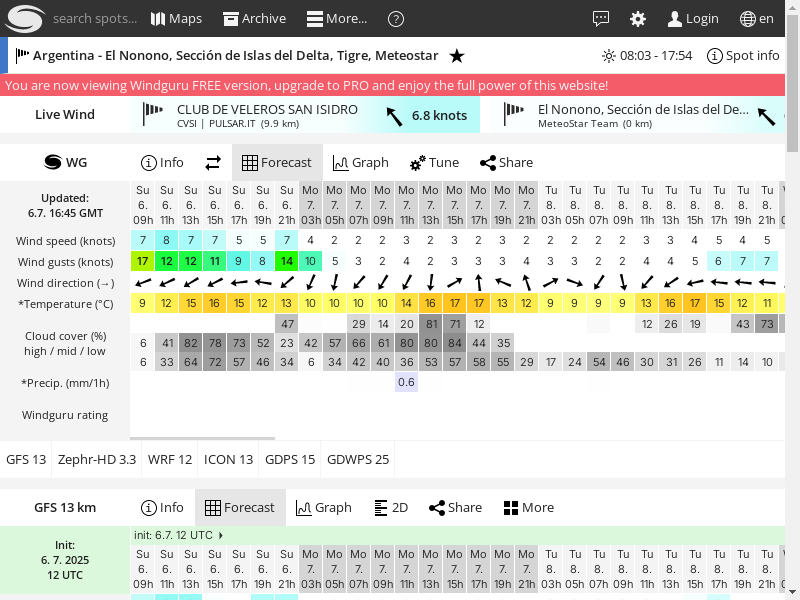 search spots... Maps Archive More... ? Login en
Argentina - El Nonono, Sección de Islas del Delta, Tigre, Meteostar ★ 08:03 - 17:54 Spot info
You are now viewing Windguru FREE version, upgrade to PRO and enjoy the full power of this website!
Live Wind
CLUB DE VELEROS SAN ISIDRO
CVSI | PULSAR.IT (9.9 km)
6.8 knots
El Nonono, Sección de Islas del De...
MeteoStar Team (0 km)
WG Info Forecast Graph Tune Share
Updated:
6.7. 16:45 GMT
Su Su Su Su Su Su Su Mo Mo Mo Mo Mo Mo Mo Mo Mo Mo Tu Tu Tu Tu Tu Tu Tu Tu Tu Tu
6. 6. 6. 6. 6. 6. 6. 7. 7. 7. 7. 7. 7. 7. 7. 7. 7. 8. 8. 8. 8. 8. 8. 8. 8. 8. 8.
09h 11h 13h 15h 17h 19h 21h 03h 05h 07h 09h 11h 13h 15h 17h 19h 21h 03h 05h 07h 09h 11h 13h 15h 17h 19h 21h
Wind speed (knots) 7 8 7 7 5 5 7 4 2 2 2 3 2 3 2 3 2 2 2 2 2 3 3 4 5 4 5
Wind gusts (knots) 17 12 12 11 9 8 14 10 5 3 2 4 2 3 3 3 4 3 3 2 2 4 4 5 6 7 7
Wind direction (→)
*Temperature (°C) 9 12 15 16 15 12 13 10 10 10 10 14 16 17 17 13 12 9 9 9 9 13 16 17 15 12 11
Cloud cover (%)
high / mid / low
47 29 14 20 81 71 12 12 26 19 43 73
6 41 82 78 73 52 23 42 57 66 61 80 80 84 44 35
6 33 64 72 57 46 34 6 34 42 40 36 53 57 58 55 29 17 24 54 46 30 31 26 11 14 10
*Precip. (mm/1h) 0.6
Windguru rating
GFS 13 Zephr-HD 3.3 WRF 12 ICON 13 GDPS 15 GDWPS 25
GFS 13 km Info Forecast Graph 2D Share More
Init:
6. 7. 2025
12 UTC
init: 6.7. 12 UTC
Su Su Su Su Su Su Su Mo Mo Mo Mo Mo Mo Mo Mo Mo Mo Tu Tu Tu Tu Tu Tu Tu Tu Tu Tu
6. 6. 6. 6. 6. 6. 6. 7. 7. 7. 7. 7. 7. 7. 7. 7. 7. 8. 8. 8. 8. 8. 8. 8. 8. 8. 8.
09h 11h 13h 15h 17h 19h 21h 03h 05h 07h 09h 11h 13h 15h 17h 19h 21h 03h 05h 07h 09h 11h 13h 15h 17h 19h 21h